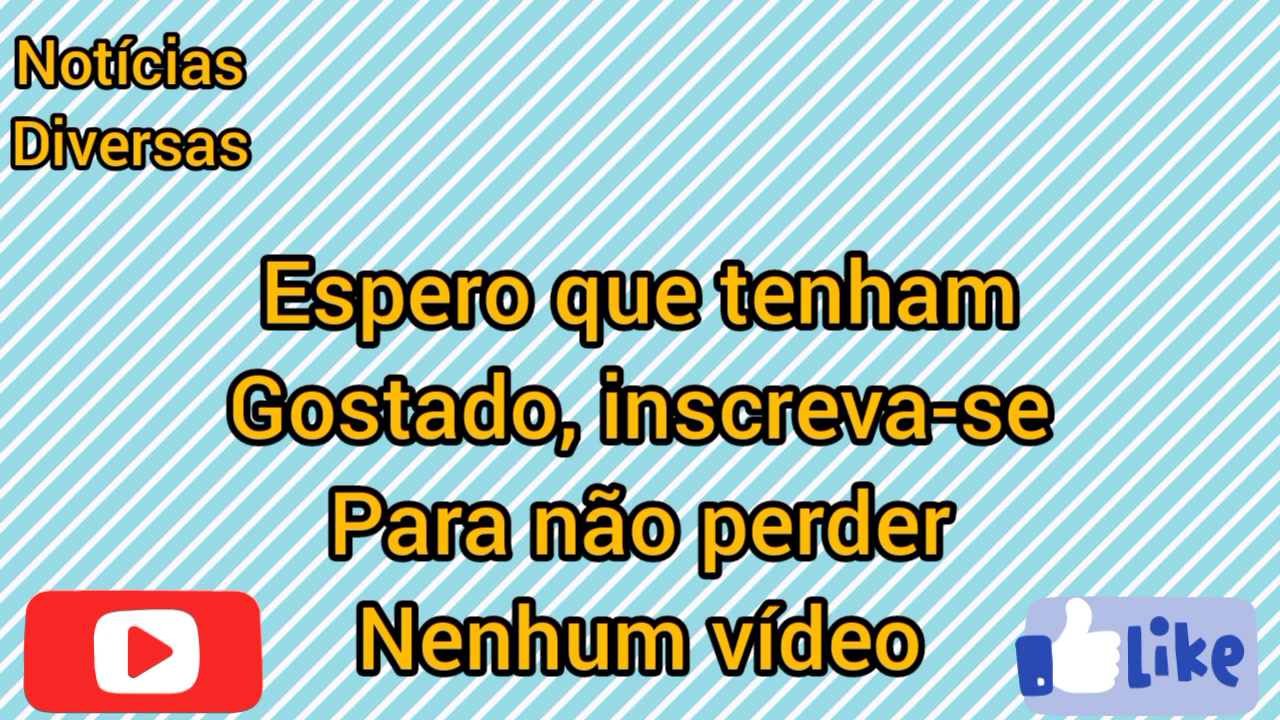 Notícias
Diversas
Espero que tenham
Gostado, inscreva-se
Para não perder
Nenhum vídeo
Like